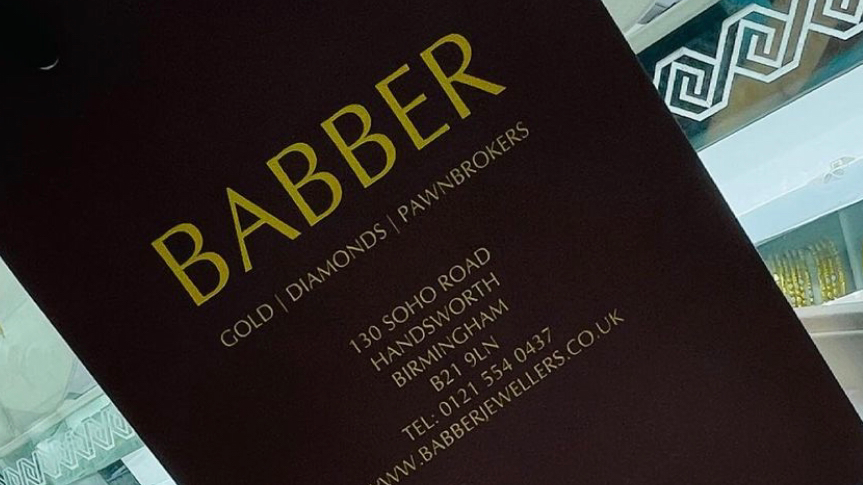 BABBER
GOLD | DIAMONDS | PAWNBROKERS
130 SOHO ROAD
HANDSWORTH
BIRMINGHAM
B21 9LN
TEL: 0121 554 0437
WWW.BABBERJEWELLERS.CO.UK